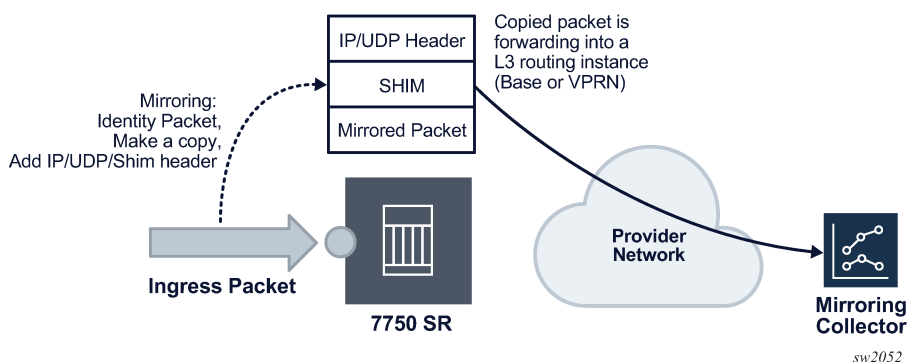 IP/UDP Header
SHIM
Mirrored Packet
Copied packet is
forwarding into a
L3 routing instance
(Base or VPRN)
Mirroring:
Identity Packet,
Make a copy,
Add IP/UDP/Shim header
Ingress Packet
7750 SR
Provider
Network
Mirroring
Collector
sw2052